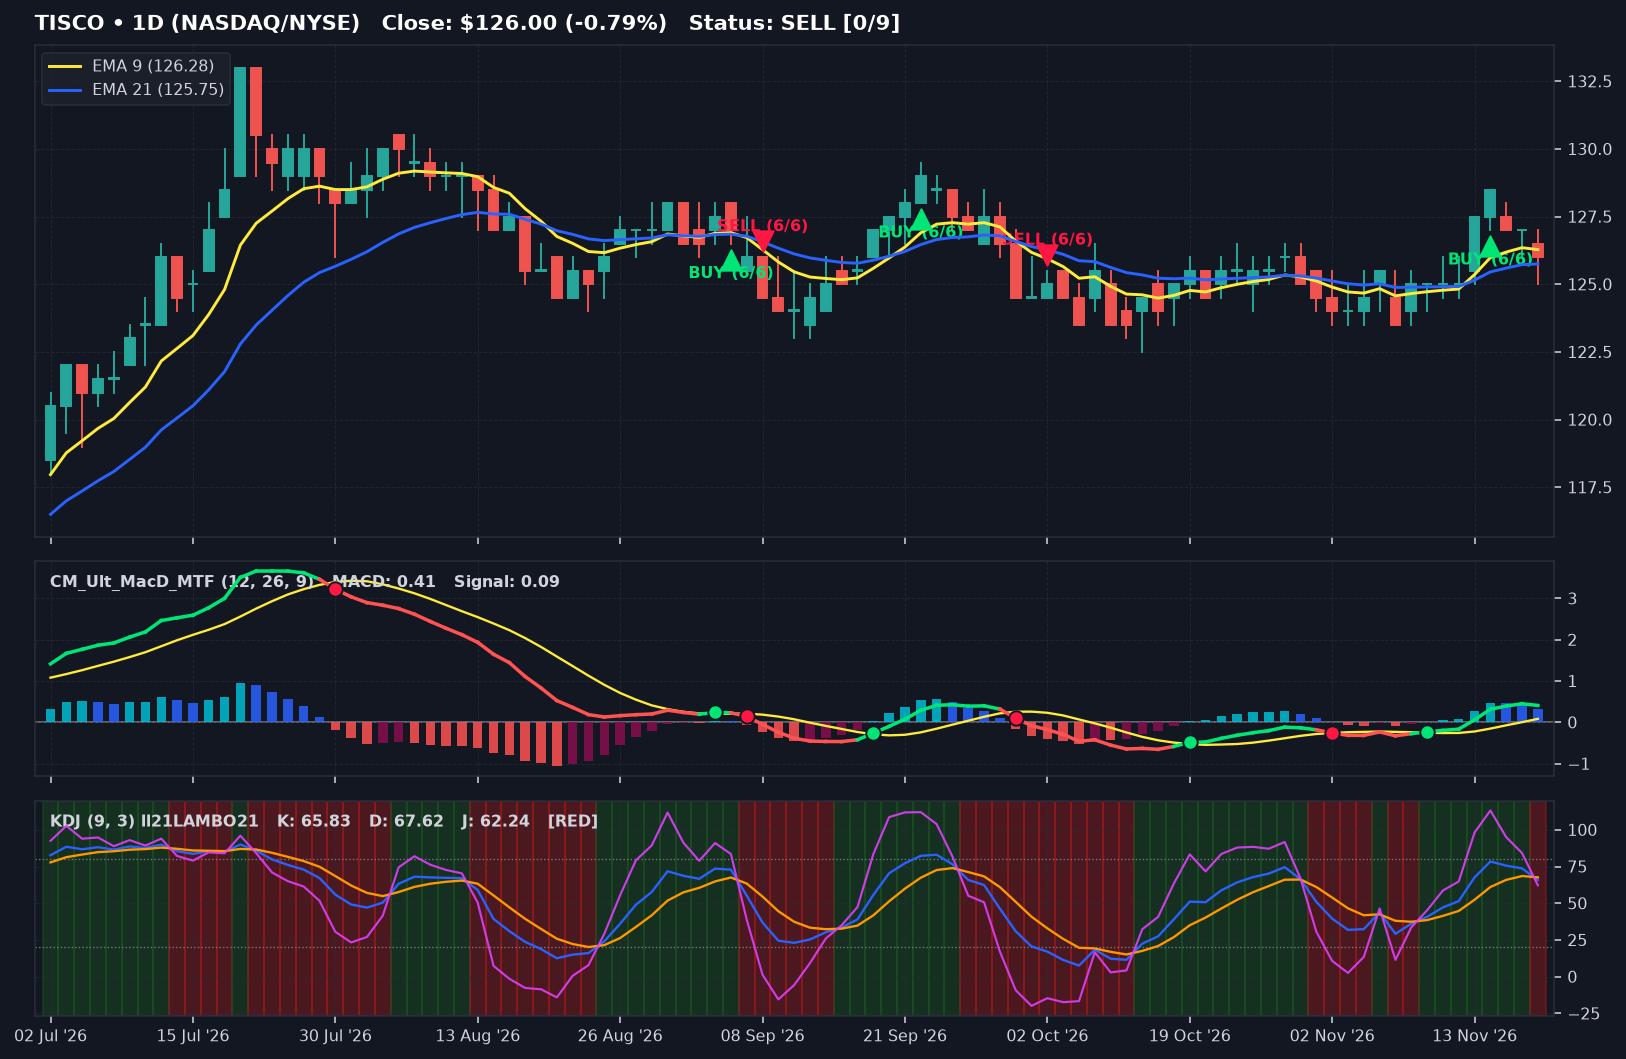 TISCO • 1D (NASDAQ/NYSE)   Close: $126.00 (-0.79%)   Status: SELL [0/9]
EMA 9 (126.28)
EMA 21 (125.75)
132.5
130.0
127.5
125.0
122.5
120.0
117.5
SELL (6/6)
BUY (6/6)
BUY (6/6)
SELL (6/6)
BUY (6/6)
CM_Ult_MacD_MTF (12, 26, 9)   MACD: 0.41   Signal: 0.09
3
2
1
0
−1
KDJ (9, 3) II21LAMBO21   K: 65.83   D: 67.62   J: 62.24   [RED]
100
75
50
25
0
−25
02 Jul '26
15 Jul '26
30 Jul '26
13 Aug '26
26 Aug '26
08 Sep '26
21 Sep '26
02 Oct '26
19 Oct '26
02 Nov '26
13 Nov '26